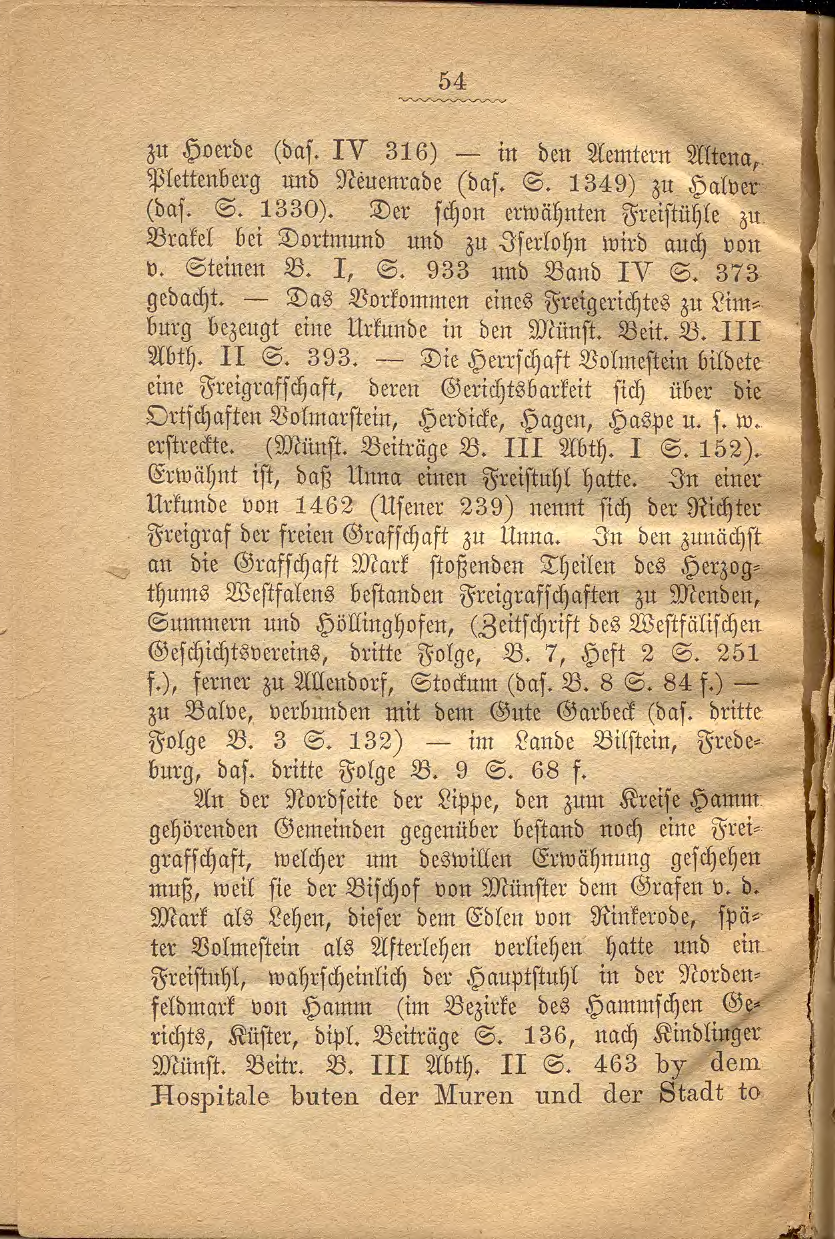 54
zu Hoerde (das. IV 316) — in den Aemtern Altena,
Plettenberg und Neuenrade (das. S. 1349) zu Halver
(das. S. 1330). Der schon erwähnten Freistühle zu
Brakel bei Dortmund und zu Iserlohn wird auch von
v. Steinen B. I, S. 933 und Band IV S. 373
gedacht. — Das Vorkommen eines Freigerichtes zu Lim-
burg bezeugt eine Urkunde in den Münst. Beit. B. III
Abth. II S. 393. — Die Herrschaft Volmestein bildete
eine Freigrafschaft, deren Gerichtsbarkeit sich über die
Ortschaften Volmarstein, Herdicke, Hagen, Haspe u. s. w.
erstreckte. (Münst. Beiträge B. III Abth. I S. 152).
Erwähnt ist, daß Unna einen Freistuhl hatte. In einer
Urkunde von 1462 (Usener 239) nennt sich der Richter
Freigraf der freien Grafschaft zu Unna. In den zunächst
an die Grafschaft Mark stoßenden Theilen des Herzog-
thums Westfalens bestanden Freigrafschaften zu Menden,
Summern und Höllinghofen, (Zeitschrift des Westfälischen
Geschichtsvereins, dritte Folge, B. 7, Heft 2 S. 251
f.), ferner zu Allendorf, Stockum (das. B. 8 S. 84 f.) —
zu Balve, verbunden mit dem Gute Garbeck (das. dritte
Folge B. 3 S. 132) — im Lande Bilstein, Frede-
burg, das. dritte Folge B. 9 S. 68 f.
An der Nordseite der Lippe, den zum Kreise Hamm
gehörenden Gemeinden gegenüber bestand noch eine Frei-
grafschaft, welcher um deswillen Erwähnung geschehen
muß, weil sie der Bischof von Münster dem Grafen v. d.
Mark als Lehen, dieser dem Edlen von Rinkerode, spä-
ter Volmestein als Afterlehen verliehen hatte und ein
Freistuhl, wahrscheinlich der Hauptstuhl in der Norden-
feldmark von Hamm (im Bezirke des Hammschen Ge-
richts, Küster, dipl. Beiträge S. 136, nach Kindlinger
Münst. Beitr. B. III Abth. II S. 463 by dem
Hospitale buten der Muren und der Stadt to